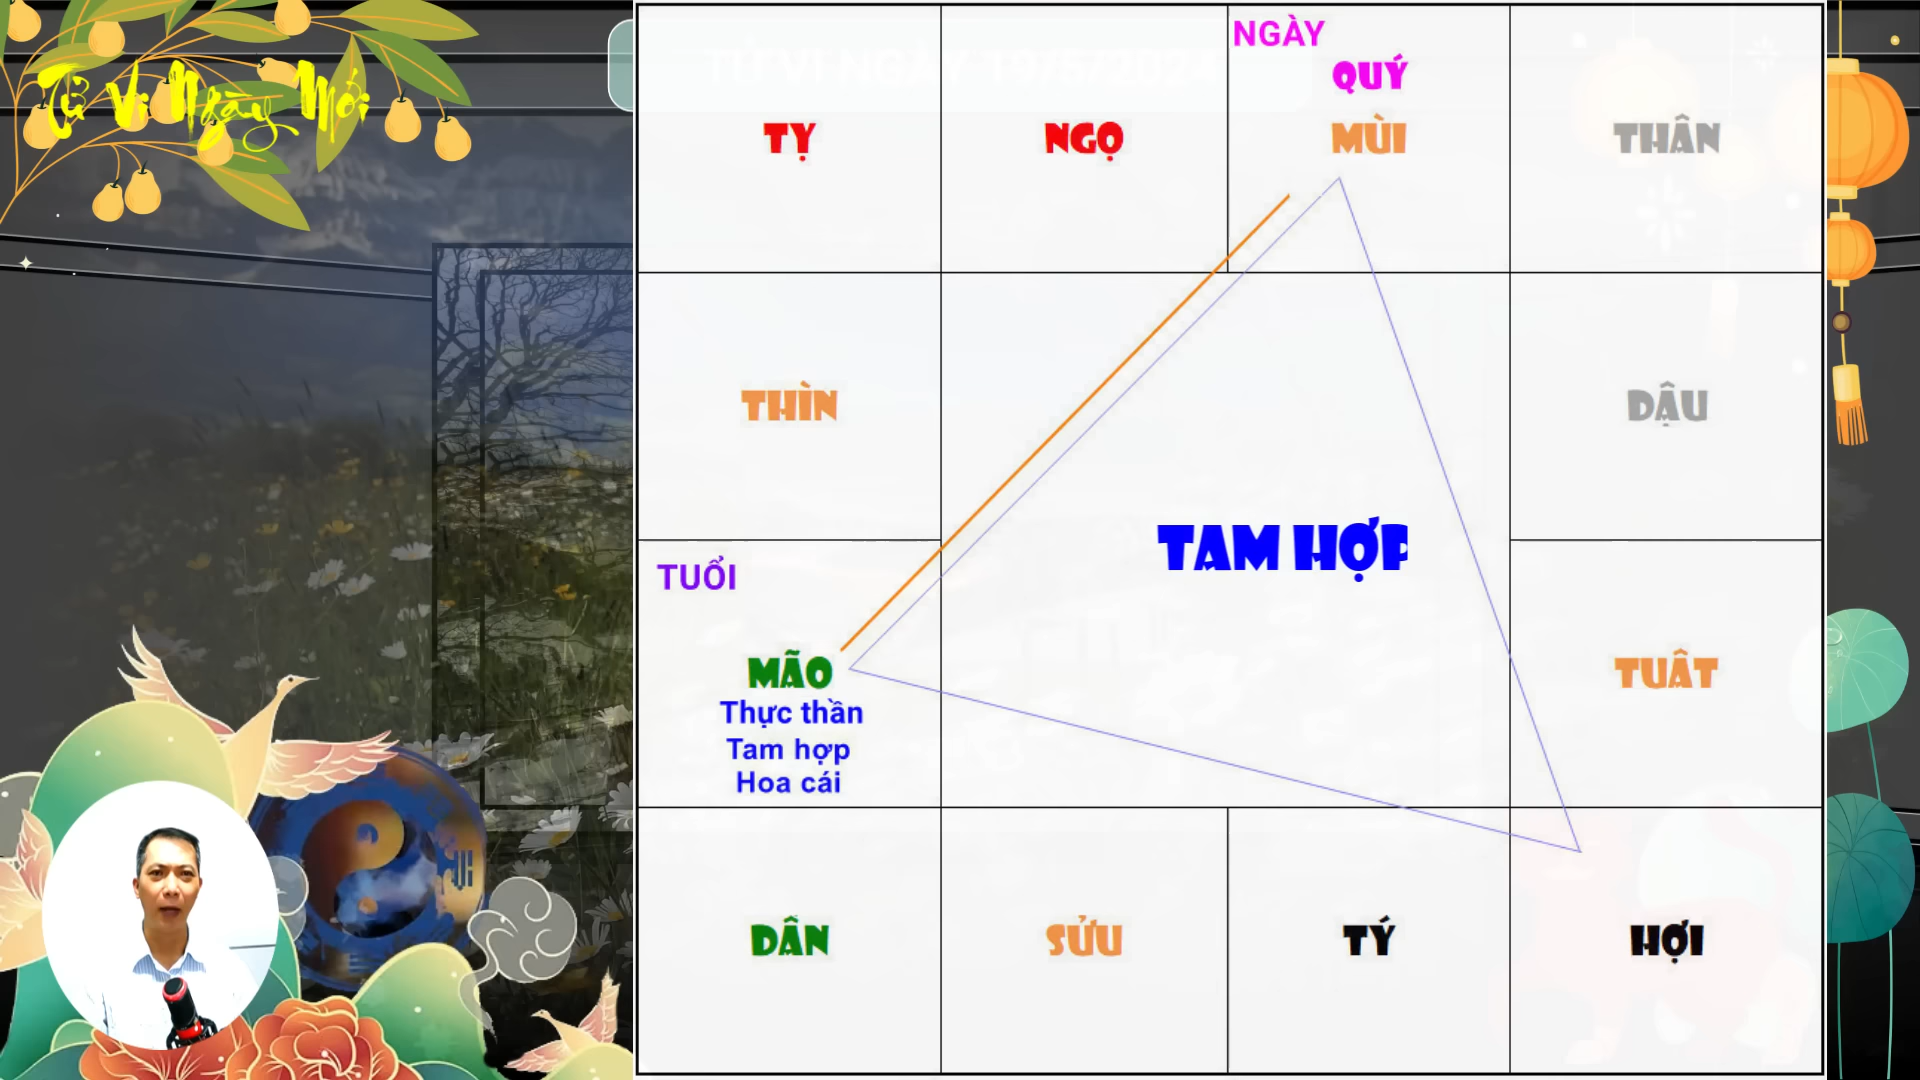 Tử Vi Ngày Mới
NGÀY
QUÝ
TỴ
NGỌ
MÙI
THÂN
THÌN
DẬU
TAM HỢP
TUỔI
MÃO
TUẤT
Thực thần
Tam hợp
Hoa cái
DẦN
SỬU
TÝ
HỢI